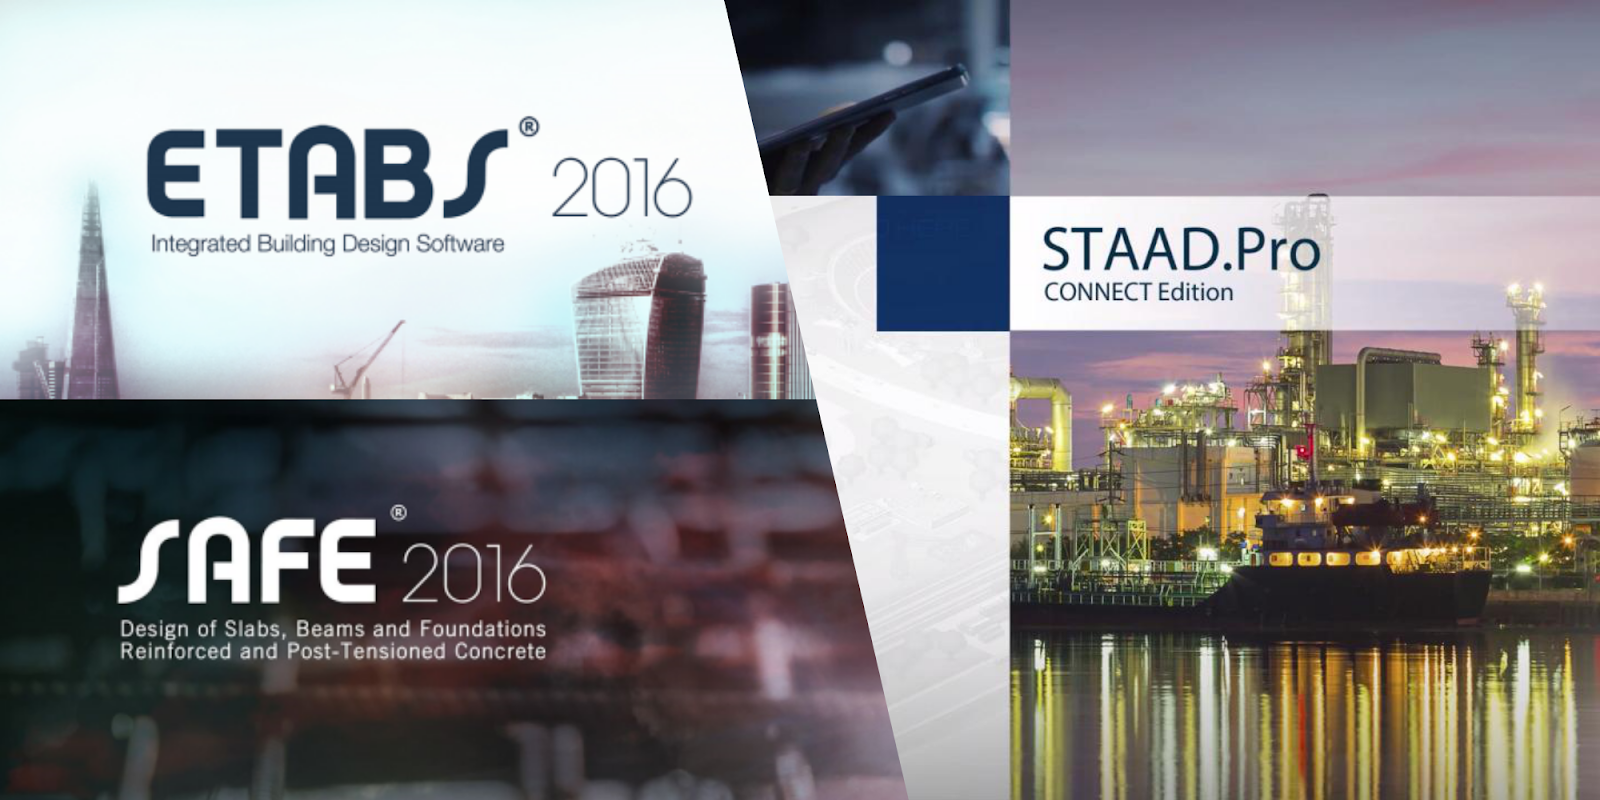 ETABS® 2016
Integrated Building Design Software
SAFE® 2016
Design of Slabs, Beams and Foundations
Reinforced and Post-Tensioned Concrete
STAAD.Pro
CONNECT Edition